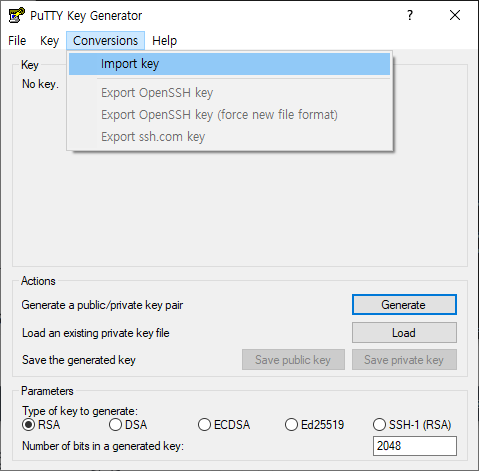 PuTTY Key Generator
File Key Conversions Help
Import key
Export OpenSSH key
Export OpenSSH key (force new file format)
Export ssh.com key
Key
No key.
Actions
Generate a public/private key pair
Generate
Load an existing private key file
Load
Save the generated key
Save public key
Save private key
Parameters
Type of key to generate:
RSA DSA ECDSA Ed25519 SSH-1 (RSA)
Number of bits in a generated key:
2048